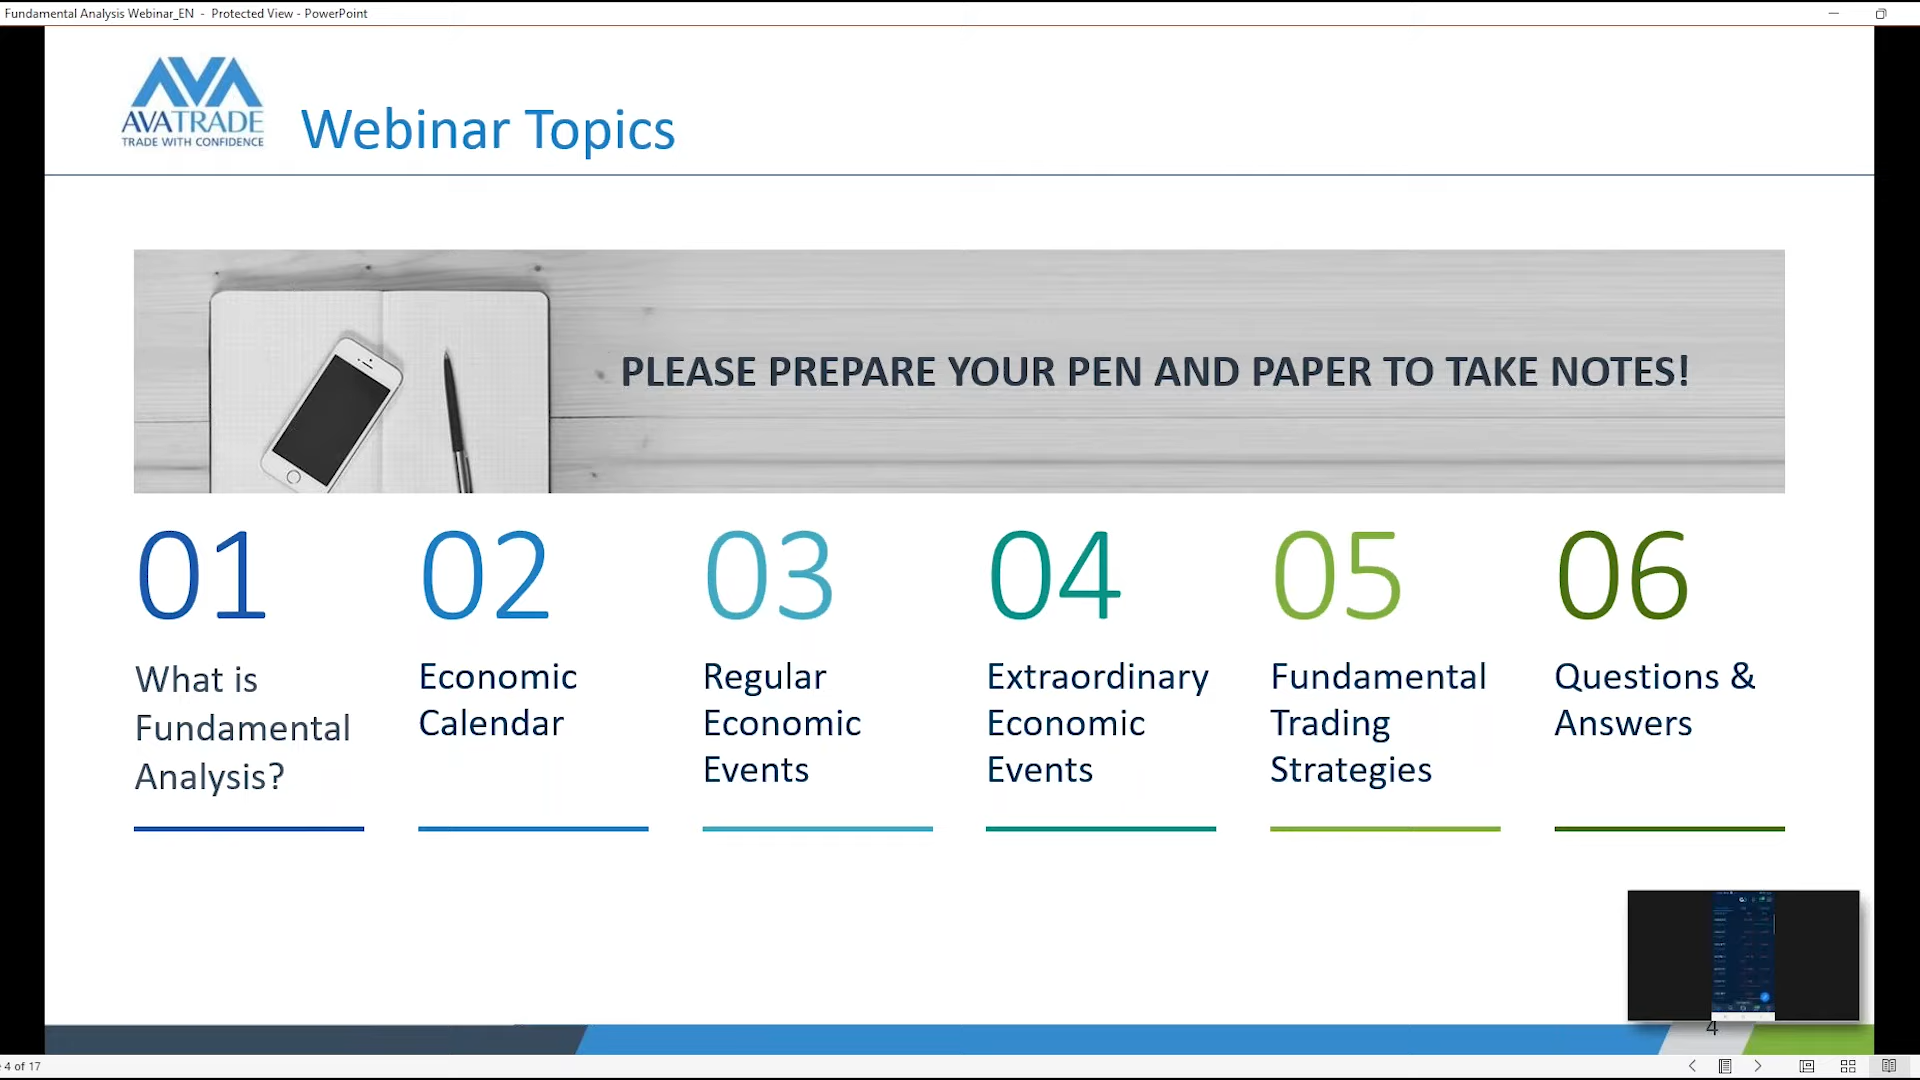 Fundamental Analysis Webinar_EN - Protected View - PowerPoint
AVA
AVATRADE
TRADE WITH CONFIDENCE
Webinar Topics
PLEASE PREPARE YOUR PEN AND PAPER TO TAKE NOTES!
01
What is
Fundamental
Analysis?
02
Economic
Calendar
03
Regular
Economic
Events
04
Extraordinary
Economic
Events
05
Fundamental
Trading
Strategies
06
Questions &
Answers
4
4 of 17